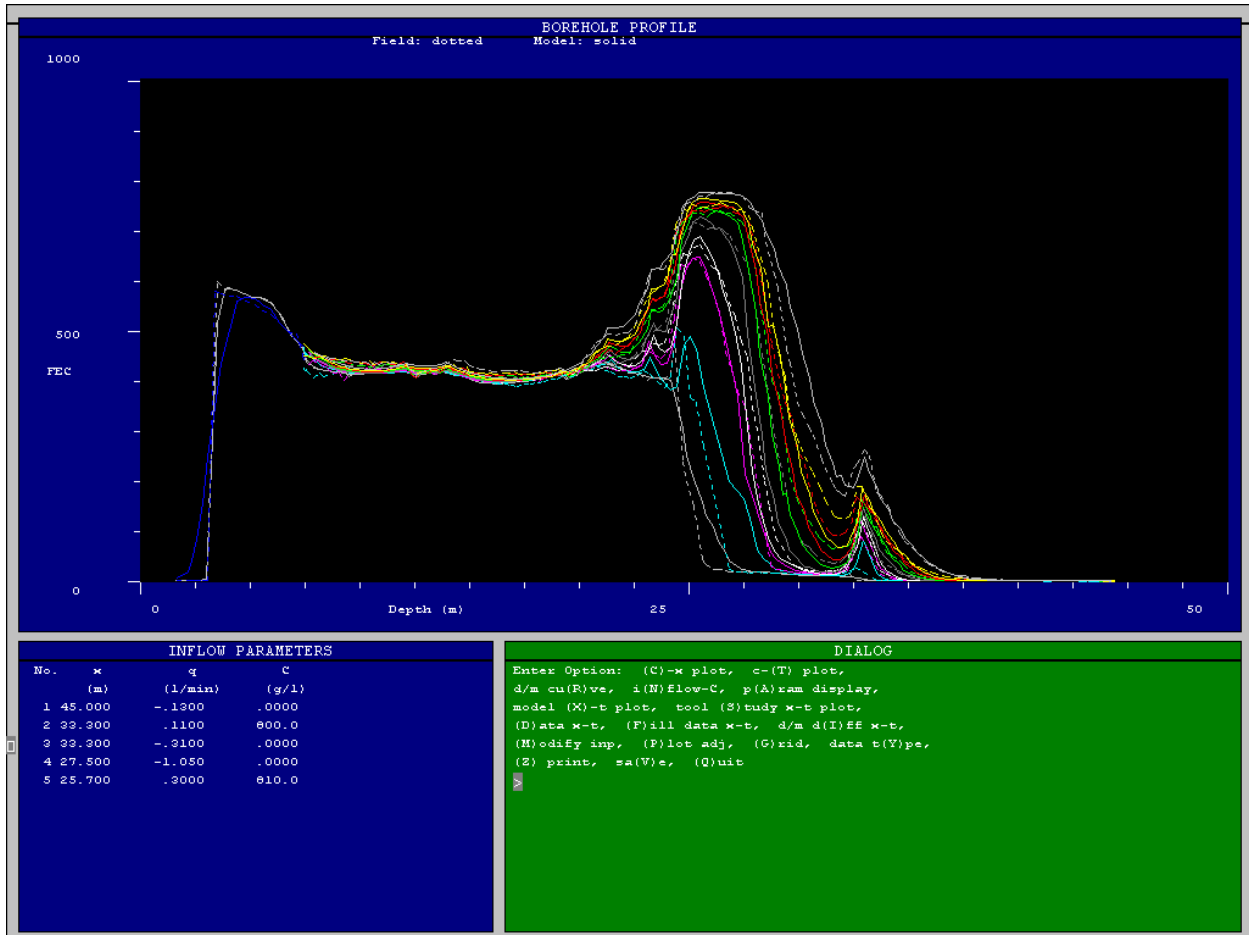 BOREHOLE PROFILE
Field: dotted Model: solid
1000
500
FEC
0
0 Depth (m) 25 50
INFLOW PARAMETERS
No. x q C
(m) (l/min) (g/l)
1 45.000 -.1300 .0000
2 33.300 .1100 800.0
3 33.300 -.3100 .0000
4 27.500 -1.050 .0000
5 25.700 .3000 810.0
DIALOG
Enter Option: (C)-x plot, c-(T) plot,
d/m cu(R)ve, i(N)flow-C, p(A)ram display,
model (X)-t plot, tool (S)tudy x-t plot,
(D)ata x-t, (F)ill data x-t, d/m d(I)ff x-t,
(M)odify inp, (P)lot adj, (G)rid, data t(Y)pe,
(Z) print, sa(V)e, (Q)uit
>